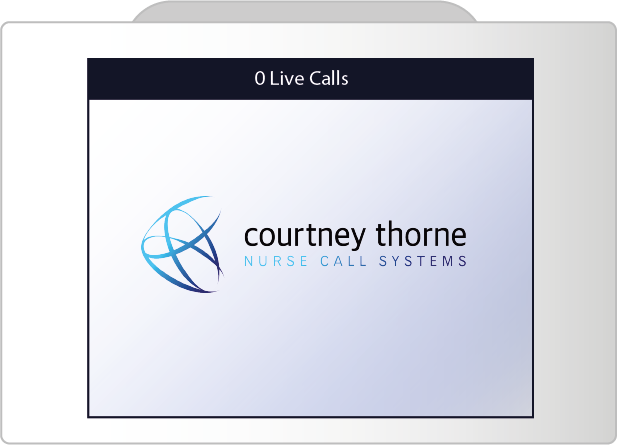 0 Live Calls
courtney thorne
NURSE CALL SYSTEMS